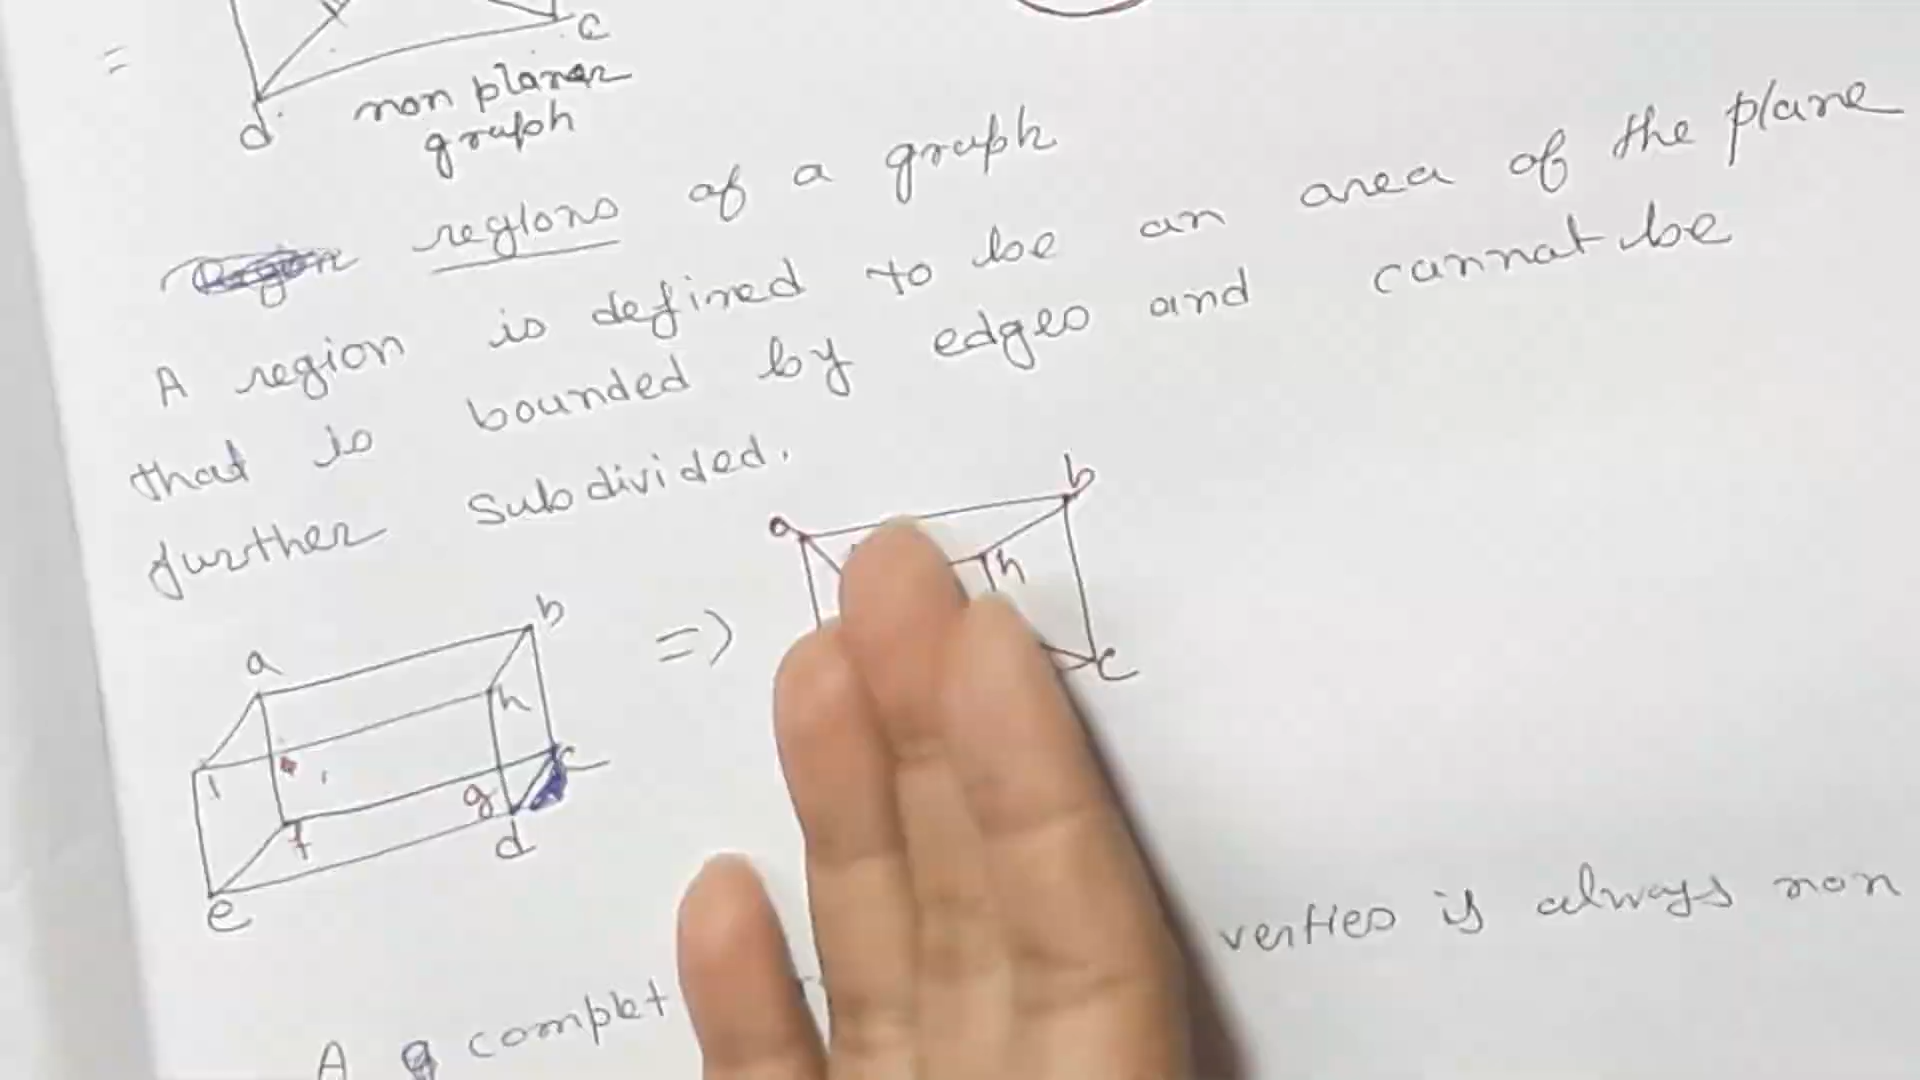 =
c
d
non planar
graph
regions of a graph
A region is defined to be an area of the plane
that is bounded by edges and cannot be
further subdivided.
a b
h
c
=>
a b
h
i
c
g
f
d
e
A complet verties is always non